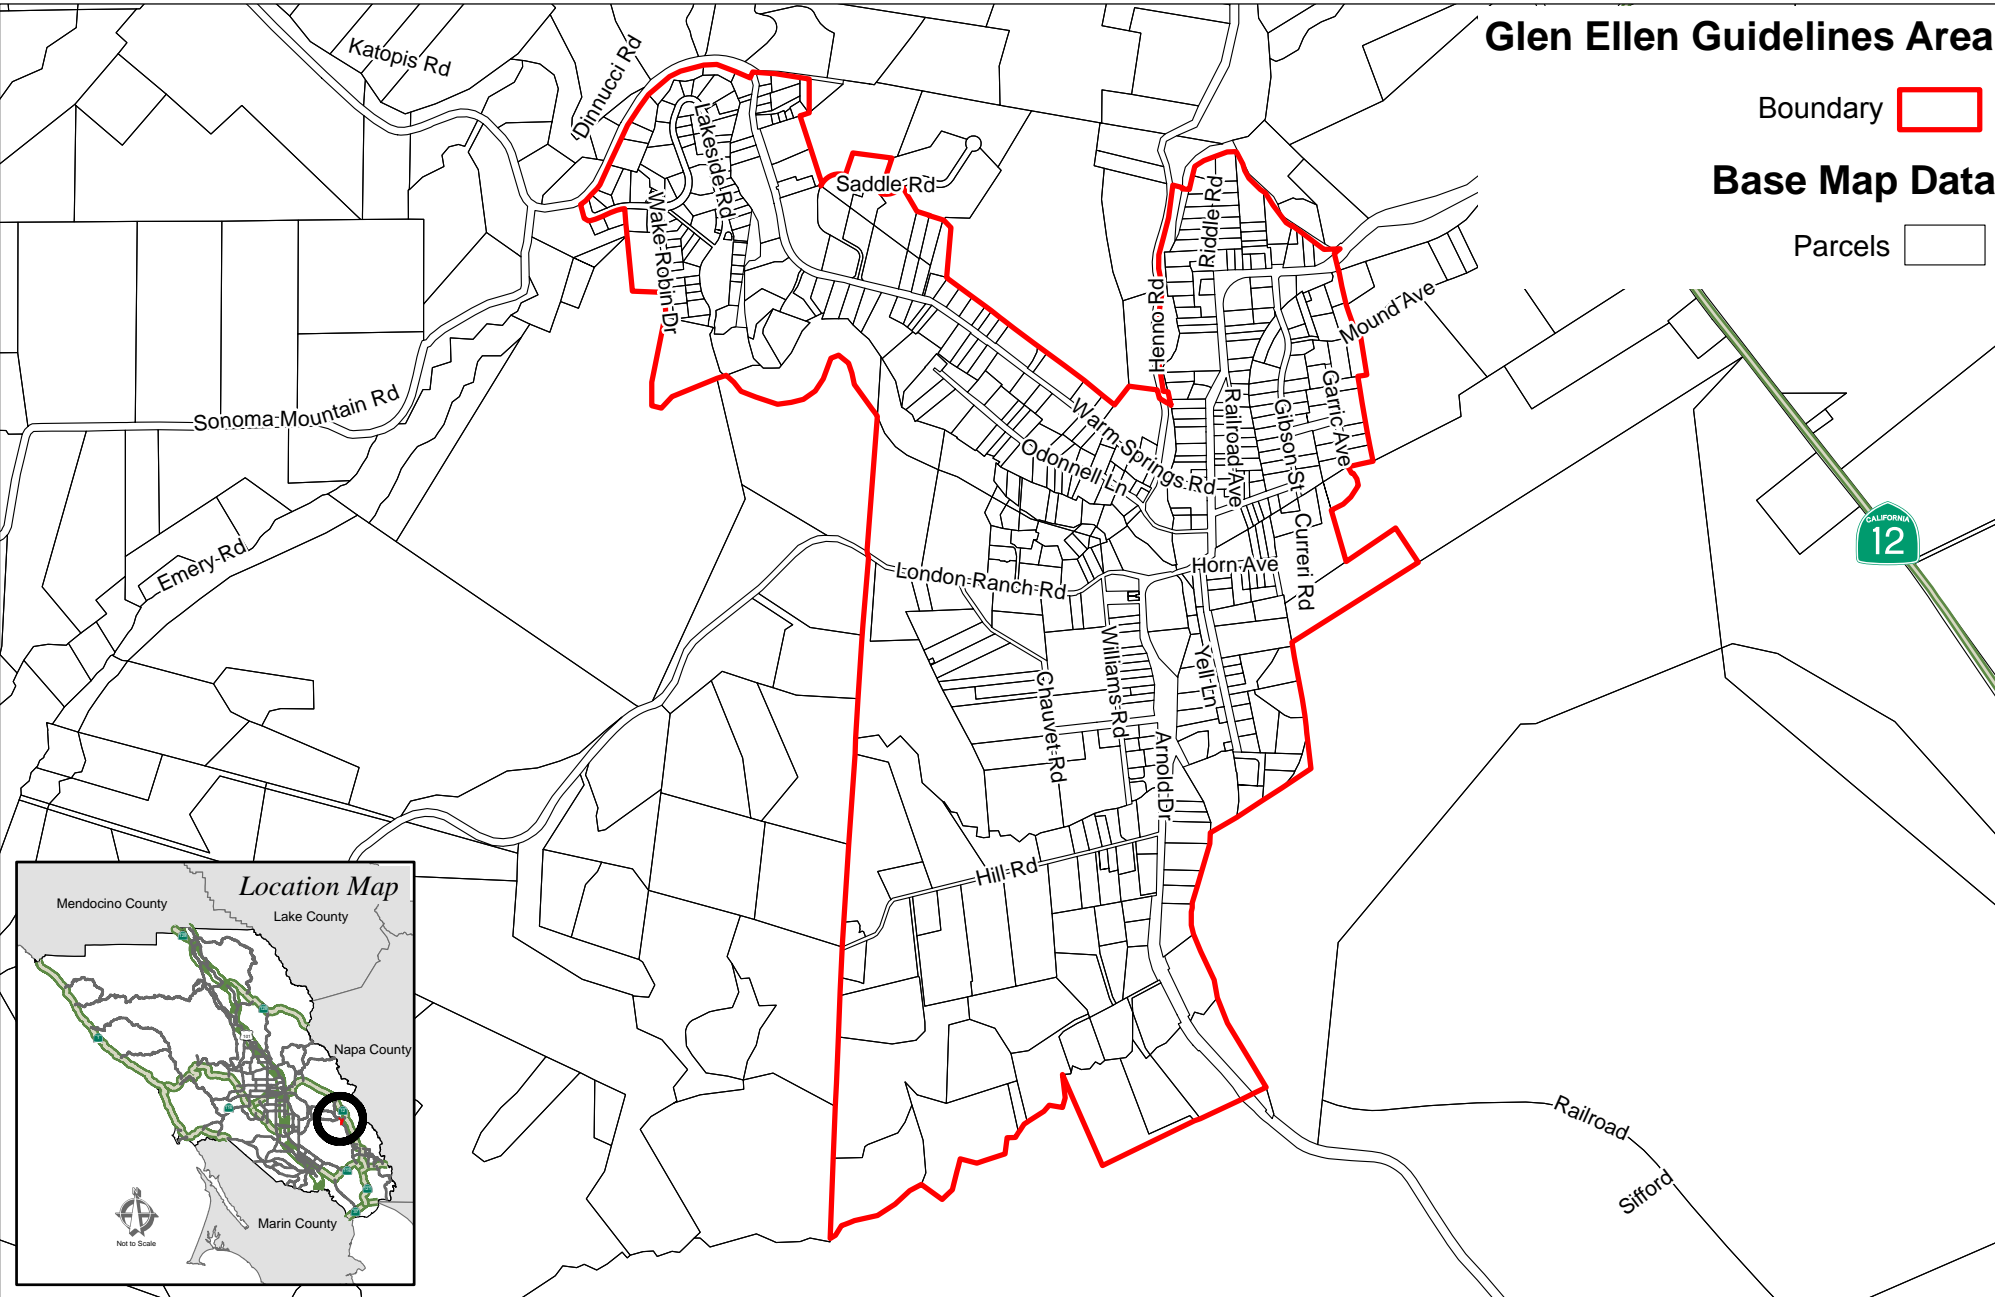 Glen Ellen Guidelines Area
Boundary
Base Map Data
Parcels
Katopis Rd
Dinnucci Rd
Lakeside Rd
Saddle Rd
Wake Robin Dr
Riddle Rd
Henno Rd
Mound Ave
Sonoma Mountain Rd
Warm Springs Rd
Odonnell Ln
Railroad Ave
Gibson St
Garric Ave
CALIFORNIA
12
Emery Rd
London Ranch Rd
Horn Ave
Curreri Rd
Williams Rd
Yell Ln
Chauvet Rd
Arnold Dr
Hill Rd
Railroad
Sifford
Location Map
Mendocino County
Lake County
Napa County
Marin County
Not to Scale